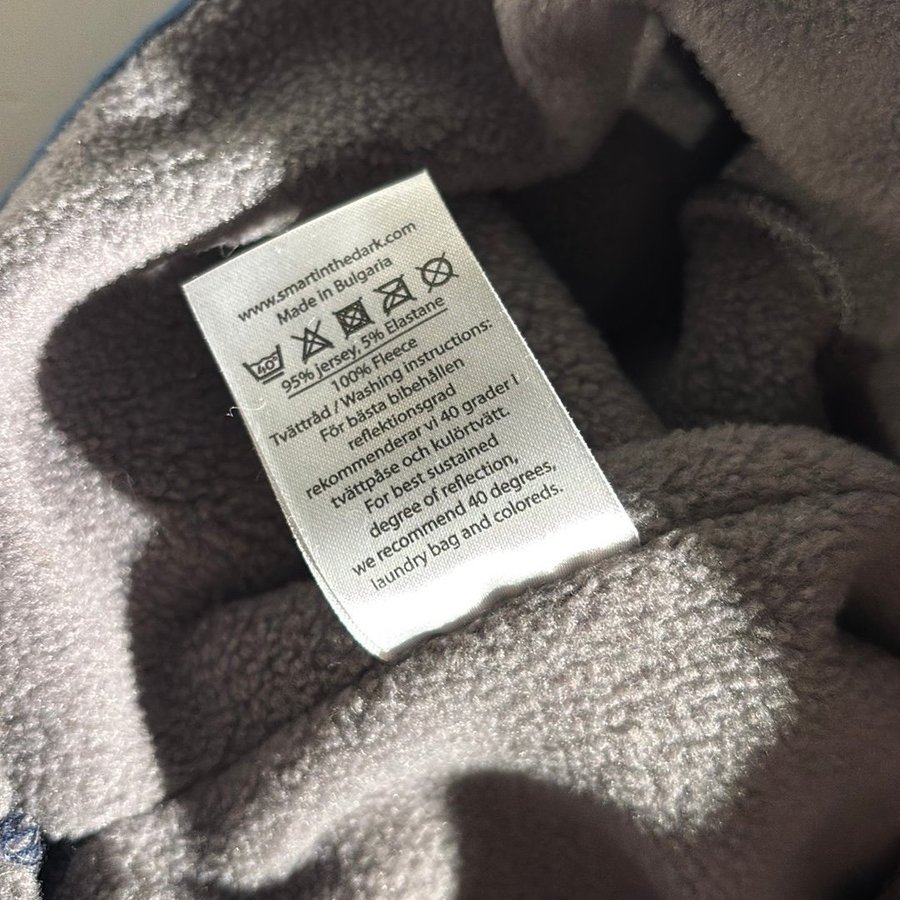 www.smartinthedark.com
Made in Bulgaria
40°
95% jersey, 5% Elastane
100% Fleece
Tvättråd / Washing instructions:
För bästa bibehållen
reflektionsgrad
rekommenderar vi 40 grader I
tvättpåse och kulörtvätt.
For best sustained
degree of reflection,
we recommend 40 degrees,
laundry bag and coloreds.